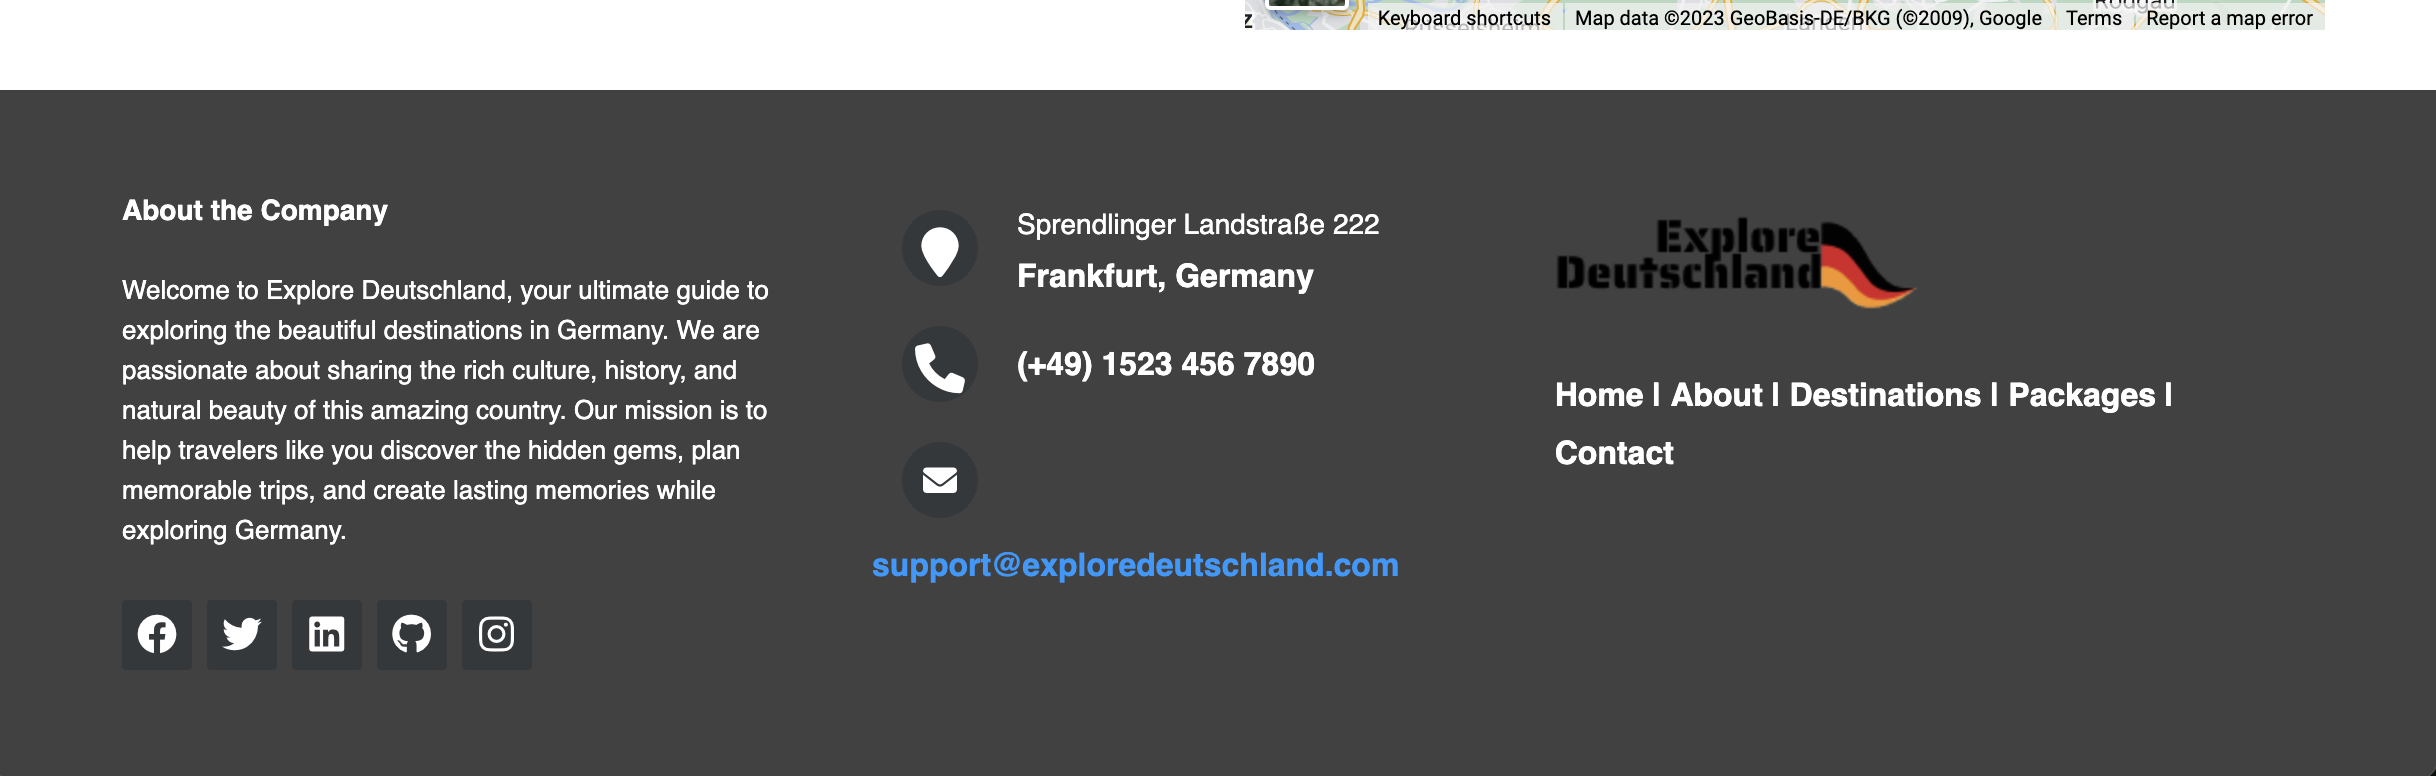 Keyboard shortcuts Map data ©2023 GeoBasis-DE/BKG (©2009), Google Terms Report a map error
About the Company
Welcome to Explore Deutschland, your ultimate guide to
exploring the beautiful destinations in Germany. We are
passionate about sharing the rich culture, history, and
natural beauty of this amazing country. Our mission is to
help travelers like you discover the hidden gems, plan
memorable trips, and create lasting memories while
exploring Germany.
Sprendlinger Landstraße 222
Frankfurt, Germany
(+49) 1523 456 7890
support@exploredeutschland.com
Explore
Deutschland
Home | About | Destinations | Packages |
Contact